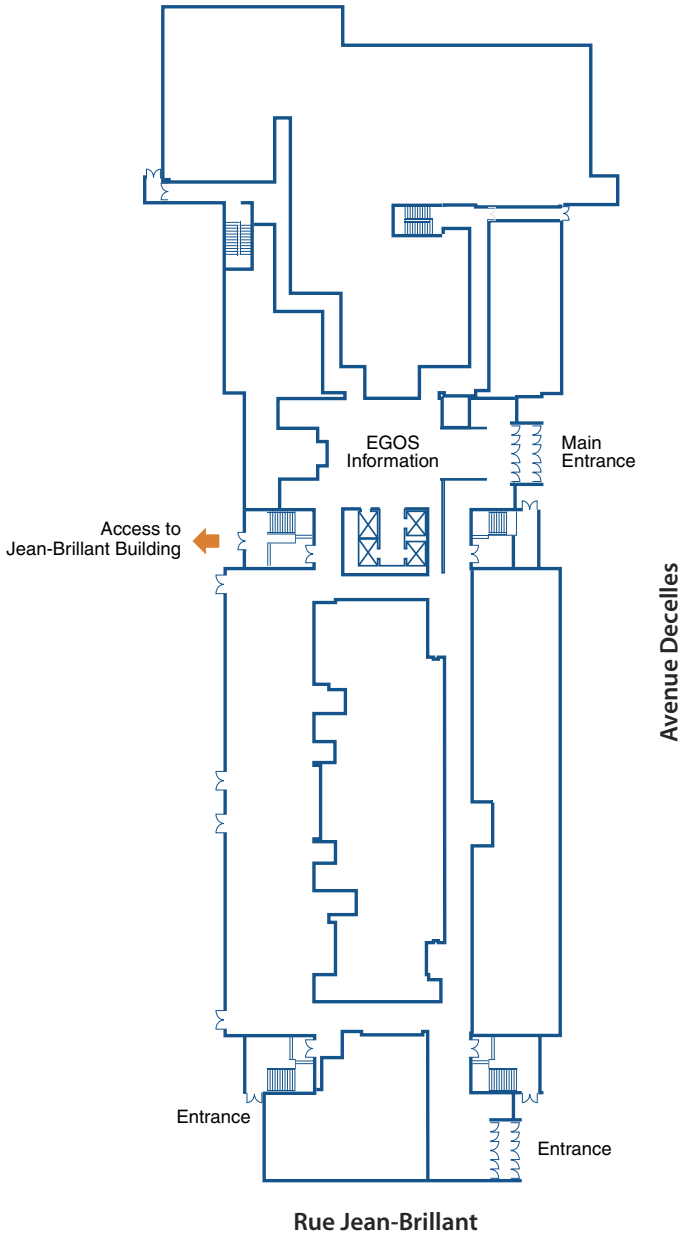 EGOS
Information
Main
Entrance
Access to
Jean-Brillant Building
Avenue Decelles
Entrance
Entrance
Rue Jean-Brillant